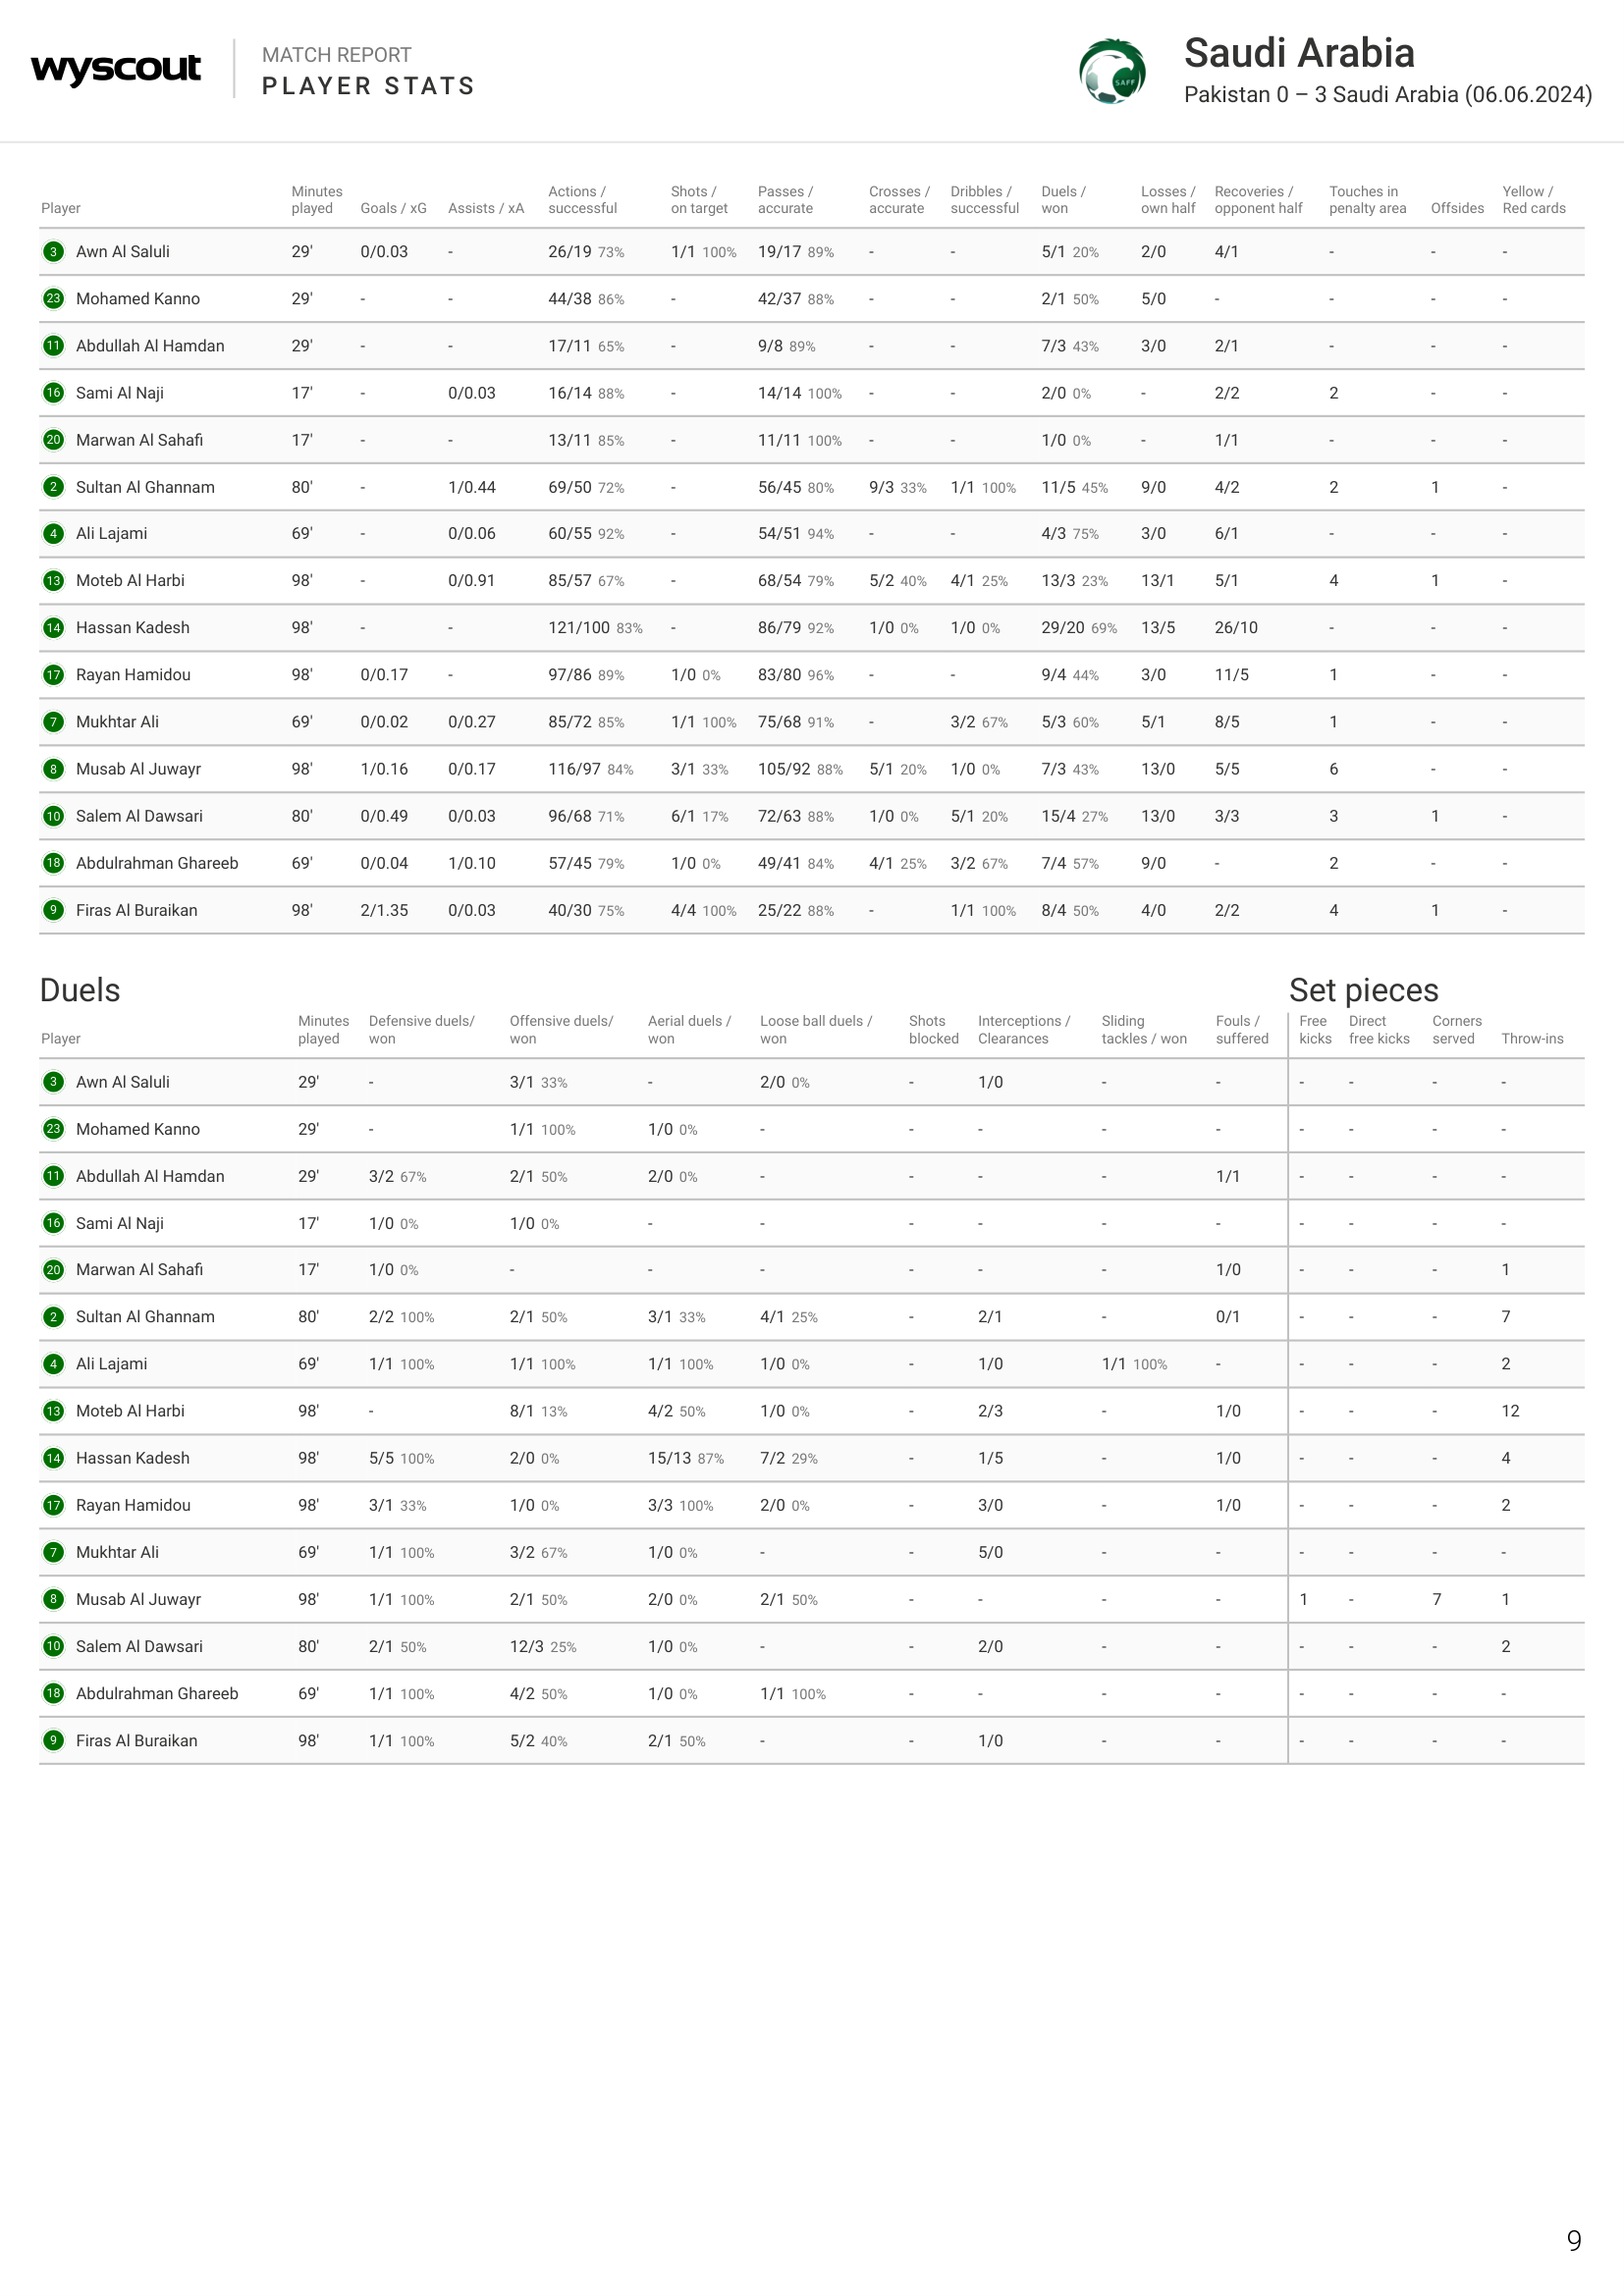 wyscout
MATCH REPORT
PLAYER STATS
SAFF
Saudi Arabia
Pakistan 0 – 3 Saudi Arabia (06.06.2024)
Player Minutes played Goals / xG Assists / xA Actions / successful Shots / on target Passes / accurate Crosses / accurate Dribbles / successful Duels / won Losses / own half Recoveries / opponent half Touches in penalty area Offsides Yellow / Red cards
3 Awn Al Saluli 29' 0/0.03 - 26/19 73% 1/1 100% 19/17 89% - - 5/1 20% 2/0 4/1 - - -
23 Mohamed Kanno 29' - - 44/38 86% - 42/37 88% - - 2/1 50% 5/0 - - - -
11 Abdullah Al Hamdan 29' - - 17/11 65% - 9/8 89% - - 7/3 43% 3/0 2/1 - - -
16 Sami Al Naji 17' - 0/0.03 16/14 88% - 14/14 100% - - 2/0 0% - 2/2 2 - -
20 Marwan Al Sahafi 17' - - 13/11 85% - 11/11 100% - - 1/0 0% - 1/1 - - -
2 Sultan Al Ghannam 80' - 1/0.44 69/50 72% - 56/45 80% 9/3 33% 1/1 100% 11/5 45% 9/0 4/2 2 1 -
4 Ali Lajami 69' - 0/0.06 60/55 92% - 54/51 94% - - 4/3 75% 3/0 6/1 - - -
13 Moteb Al Harbi 98' - 0/0.91 85/57 67% - 68/54 79% 5/2 40% 4/1 25% 13/3 23% 13/1 5/1 4 1 -
14 Hassan Kadesh 98' - - 121/100 83% - 86/79 92% 1/0 0% 1/0 0% 29/20 69% 13/5 26/10 - - -
17 Rayan Hamidou 98' 0/0.17 - 97/86 89% 1/0 0% 83/80 96% - - 9/4 44% 3/0 11/5 1 - -
7 Mukhtar Ali 69' 0/0.02 0/0.27 85/72 85% 1/1 100% 75/68 91% - 3/2 67% 5/3 60% 5/1 8/5 1 - -
8 Musab Al Juwayr 98' 1/0.16 0/0.17 116/97 84% 3/1 33% 105/92 88% 5/1 20% 1/0 0% 7/3 43% 13/0 5/5 6 - -
10 Salem Al Dawsari 80' 0/0.49 0/0.03 96/68 71% 6/1 17% 72/63 88% 1/0 0% 5/1 20% 15/4 27% 13/0 3/3 3 1 -
18 Abdulrahman Ghareeb 69' 0/0.04 1/0.10 57/45 79% 1/0 0% 49/41 84% 4/1 25% 3/2 67% 7/4 57% 9/0 - 2 - -
9 Firas Al Buraikan 98' 2/1.35 0/0.03 40/30 75% 4/4 100% 25/22 88% - 1/1 100% 8/4 50% 4/0 2/2 4 1 -
Duels Set pieces
Player Minutes played Defensive duels/ won Offensive duels/ won Aerial duels / won Loose ball duels / won Shots blocked Interceptions / Clearances Sliding tackles / won Fouls / suffered Free kicks Direct free kicks Corners served Throw-ins
3 Awn Al Saluli 29' - 3/1 33% - 2/0 0% - 1/0 - - - - - -
23 Mohamed Kanno 29' - 1/1 100% 1/0 0% - - - - - - - - -
11 Abdullah Al Hamdan 29' 3/2 67% 2/1 50% 2/0 0% - - - - 1/1 - - - -
16 Sami Al Naji 17' 1/0 0% 1/0 0% - - - - - - - - - -
20 Marwan Al Sahafi 17' 1/0 0% - - - - - - 1/0 - - - 1
2 Sultan Al Ghannam 80' 2/2 100% 2/1 50% 3/1 33% 4/1 25% - 2/1 - 0/1 - - - 7
4 Ali Lajami 69' 1/1 100% 1/1 100% 1/1 100% 1/0 0% - 1/0 1/1 100% - - - - 2
13 Moteb Al Harbi 98' - 8/1 13% 4/2 50% 1/0 0% - 2/3 - 1/0 - - - 12
14 Hassan Kadesh 98' 5/5 100% 2/0 0% 15/13 87% 7/2 29% - 1/5 - 1/0 - - - 4
17 Rayan Hamidou 98' 3/1 33% 1/0 0% 3/3 100% 2/0 0% - 3/0 - 1/0 - - - 2
7 Mukhtar Ali 69' 1/1 100% 3/2 67% 1/0 0% - - 5/0 - - - - - -
8 Musab Al Juwayr 98' 1/1 100% 2/1 50% 2/0 0% 2/1 50% - - - - 1 - 7 1
10 Salem Al Dawsari 80' 2/1 50% 12/3 25% 1/0 0% - - 2/0 - - - - - 2
18 Abdulrahman Ghareeb 69' 1/1 100% 4/2 50% 1/0 0% 1/1 100% - - - - - - - -
9 Firas Al Buraikan 98' 1/1 100% 5/2 40% 2/1 50% - - 1/0 - - - - - -
9